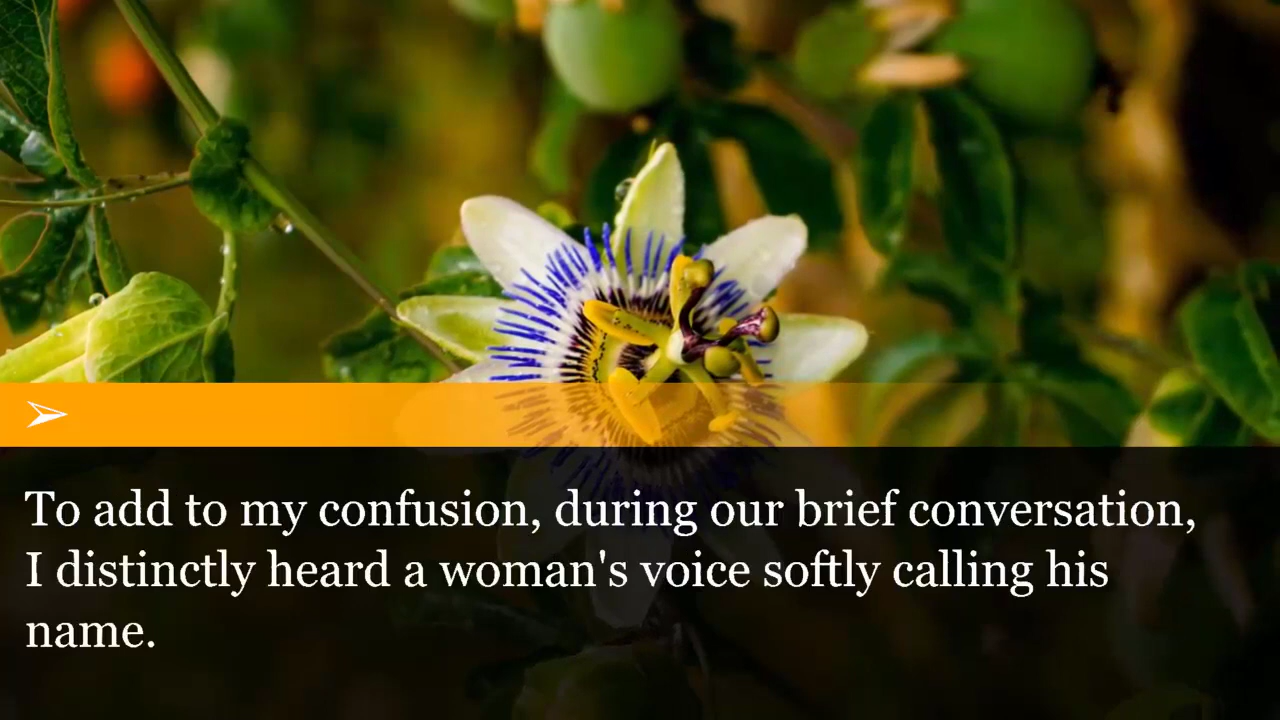 To add to my confusion, during our brief conversation,
I distinctly heard a woman's voice softly calling his
name.